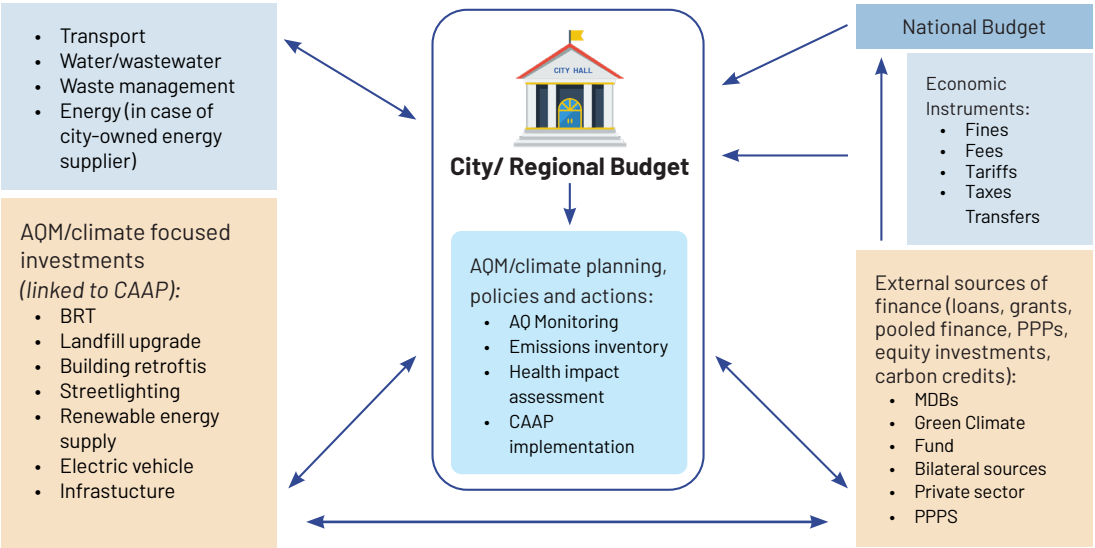 • Transport
• Water/wastewater
• Waste management
• Energy (in case of
city-owned energy
supplier)
AQM/climate focused
investments
(linked to CAAP):
• BRT
• Landfill upgrade
• Building retroftis
• Streetlighting
• Renewable energy
supply
• Electric vehicle
• Infrastucture
CITY HALL
City/ Regional Budget
AQM/climate planning,
policies and actions:
• AQ Monitoring
• Emissions inventory
• Health impact
assessment
• CAAP
implementation
National Budget
Economic
Instruments:
• Fines
• Fees
• Tariffs
• Taxes
Transfers
External sources of
finance (loans, grants,
pooled finance, PPPs,
equity investments,
carbon credits):
• MDBs
• Green Climate
• Fund
• Bilateral sources
• Private sector
• PPPS